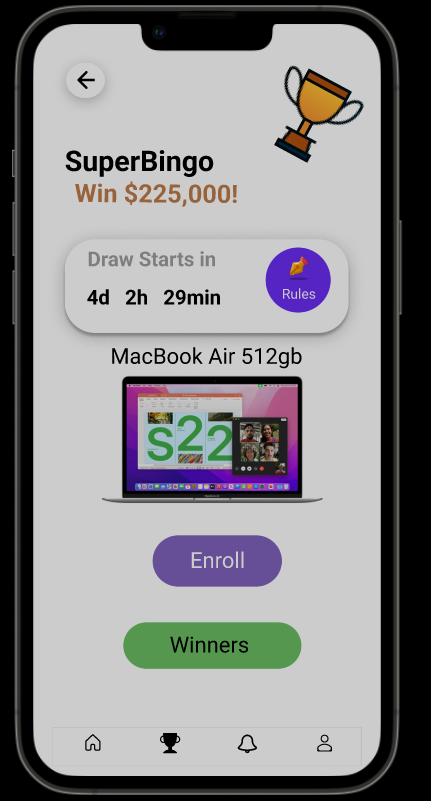 SuperBingo
Win $225,000!
Draw Starts in
4d 2h 29min
Rules
MacBook Air 512gb
S22
Enroll
Winners